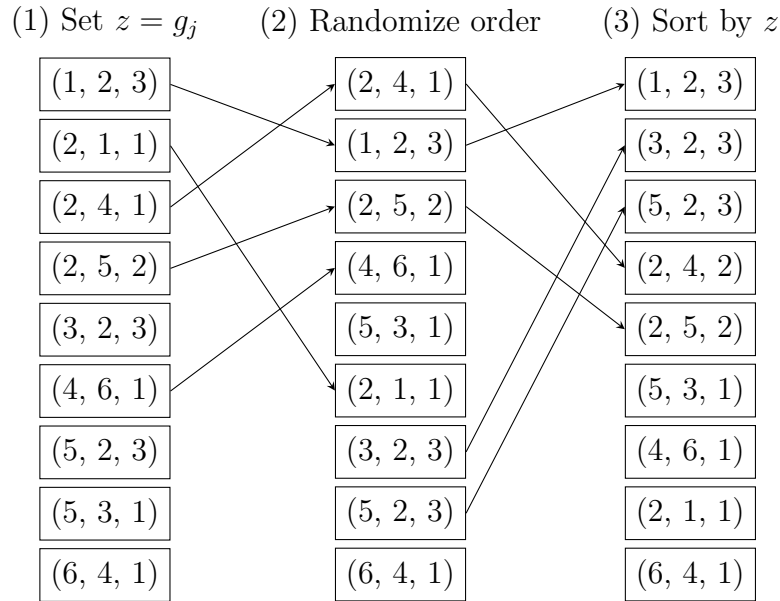 (1) Set z = g_j (2) Randomize order (3) Sort by z
(1, 2, 3) (2, 4, 1) (1, 2, 3)
(2, 1, 1) (1, 2, 3) (3, 2, 3)
(2, 4, 1) (2, 5, 2) (5, 2, 3)
(2, 5, 2) (4, 6, 1) (2, 4, 2)
(3, 2, 3) (5, 3, 1) (2, 5, 2)
(4, 6, 1) (2, 1, 1) (5, 3, 1)
(5, 2, 3) (3, 2, 3) (4, 6, 1)
(5, 3, 1) (5, 2, 3) (2, 1, 1)
(6, 4, 1) (6, 4, 1) (6, 4, 1)